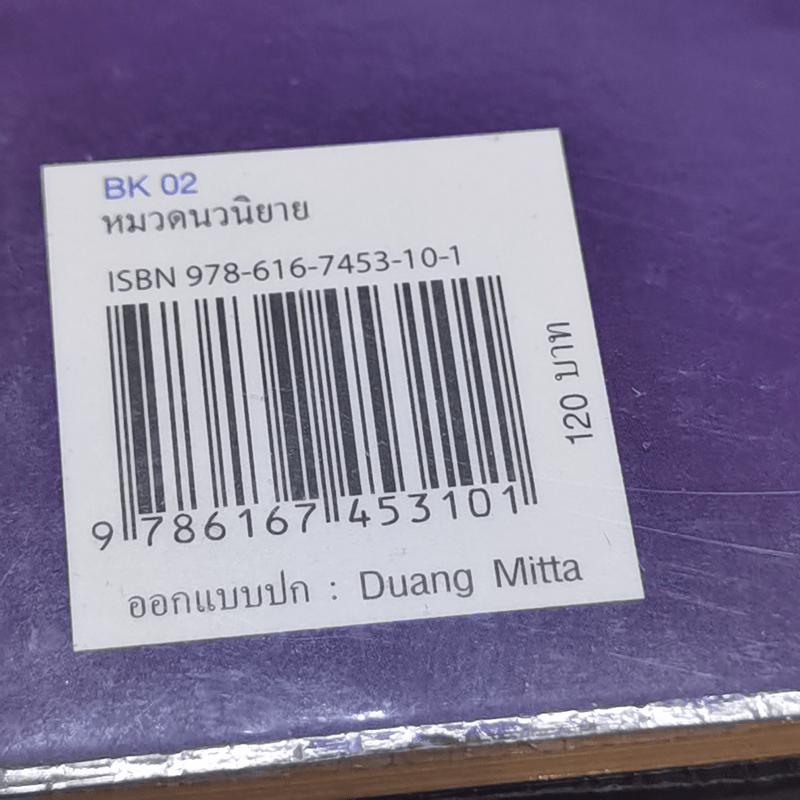 BK 02
หมวดนวนิยาย
ISBN 978-616-7453-10-1
120 บาท
9 786167 453101
ออกแบบปก : Duang Mitta